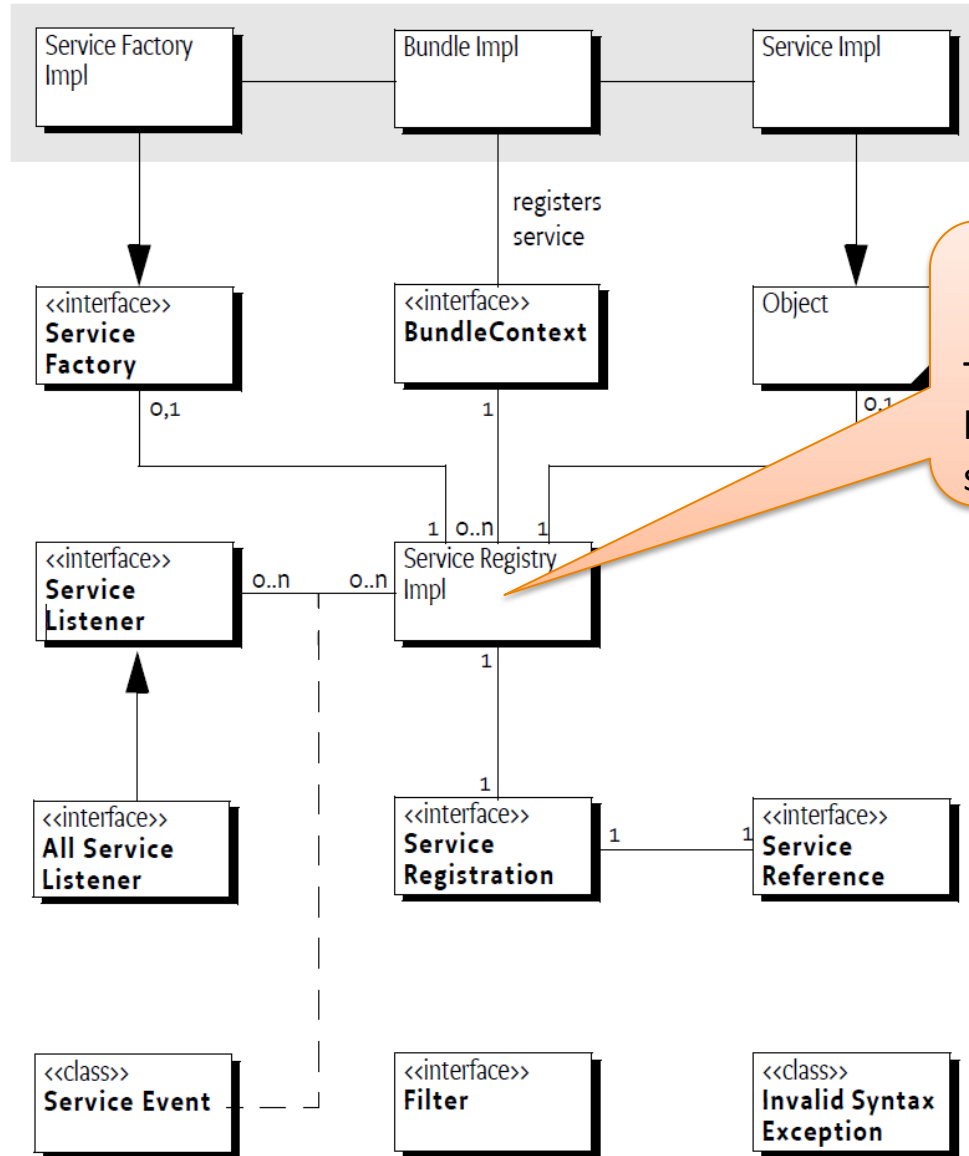 Service Factory
Impl
Bundle Impl
Service Impl
registers
service
<<interface>>
Service
Factory
<<interface>>
BundleContext
Object
0,1
1
0,1
1
0..n
1
<<interface>>
Service
Listener
0..n
0..n
Service Registry
Impl
1
1
<<interface>>
All Service
Listener
<<interface>>
Service
Registration
1
1
<<interface>>
Service
Reference
<<class>>
Service Event
<<interface>>
Filter
<<class>>
Invalid Syntax
Exception